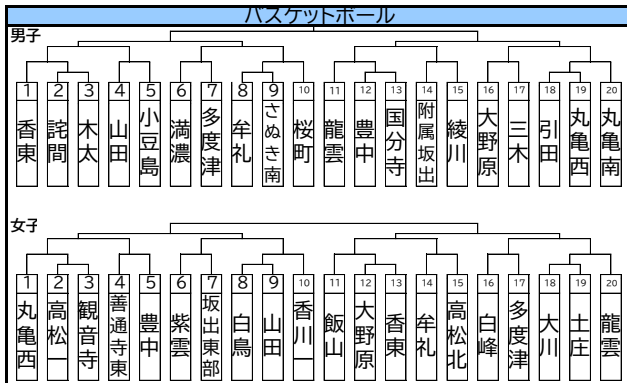 バスケットボール
男子
1 2 3 4 5 6 7 8 9 10 11 12 13 14 15 16 17 18 19 20
香東 詫間 木太 山田 小豆島 満濃 多度津 牟礼 さぬき南 桜町 龍雲 豊中 国分寺 附属坂出 綾川 大野原 三木 引田 丸亀西 丸亀南
女子
1 2 3 4 5 6 7 8 9 10 11 12 13 14 15 16 17 18 19 20
丸亀西 高松一 観音寺 善通寺東 豊中 紫雲 坂出東部 白鳥 山田 香川一 飯山 大野原 香東 牟礼 高松北 白峰 多度津 大川 土庄 龍雲